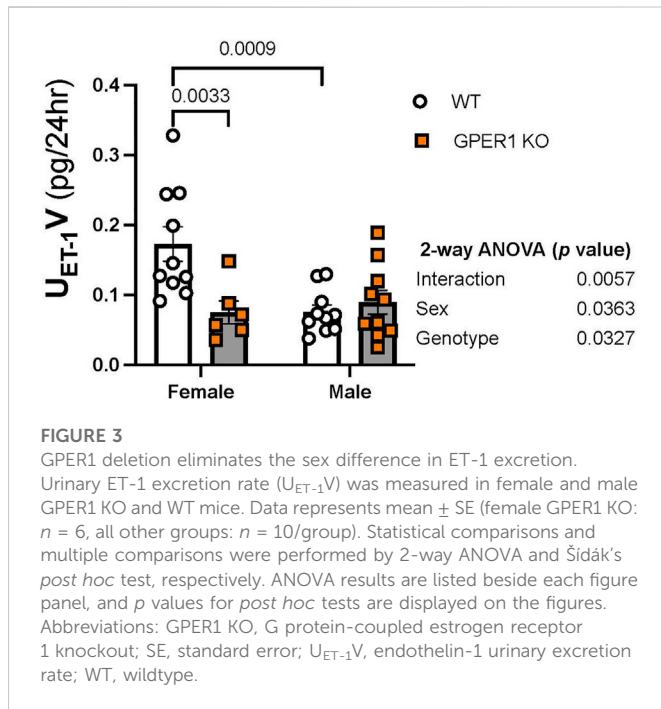 0.0009
0.0033
U_ET-1V (pg/24hr)
0.4
0.3
0.2
0.1
0.0
Female
Male
WT
GPER1 KO
2-way ANOVA (p value)
Interaction 0.0057
Sex 0.0363
Genotype 0.0327
FIGURE 3
GPER1 deletion eliminates the sex difference in ET-1 excretion.
Urinary ET-1 excretion rate (U_ET-1V) was measured in female and male
GPER1 KO and WT mice. Data represents mean ± SE (female GPER1 KO:
n = 6, all other groups: n = 10/group). Statistical comparisons and
multiple comparisons were performed by 2-way ANOVA and Šídák's
post hoc test, respectively. ANOVA results are listed beside each figure
panel, and p values for post hoc tests are displayed on the figures.
Abbreviations: GPER1 KO, G protein-coupled estrogen receptor
1 knockout; SE, standard error; U_ET-1V, endothelin-1 urinary excretion
rate; WT, wildtype.